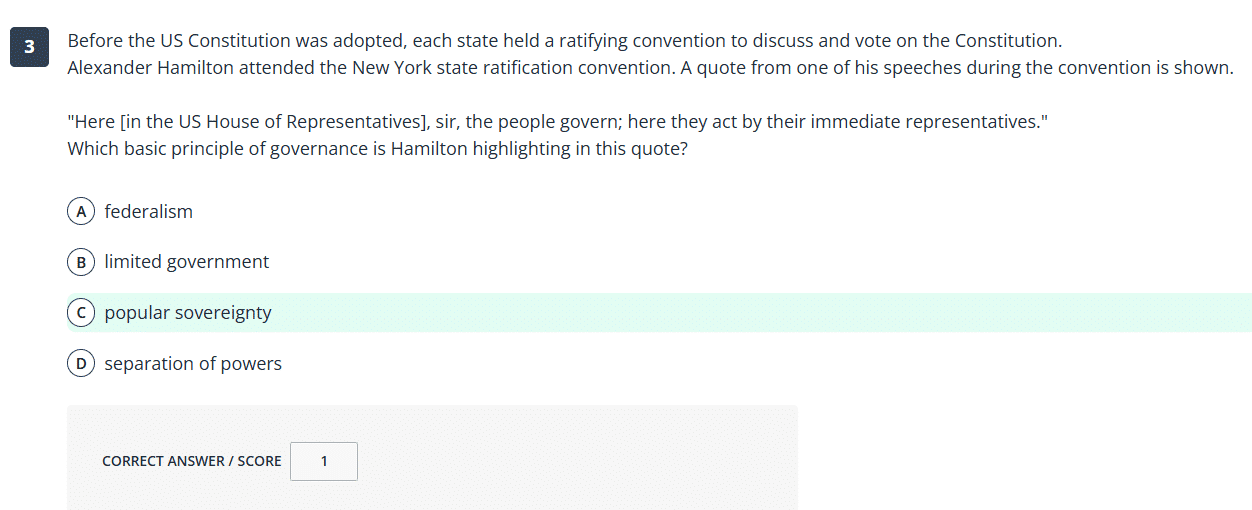 3
Before the US Constitution was adopted, each state held a ratifying convention to discuss and vote on the Constitution.
Alexander Hamilton attended the New York state ratification convention. A quote from one of his speeches during the convention is shown.
"Here [in the US House of Representatives], sir, the people govern; here they act by their immediate representatives."
Which basic principle of governance is Hamilton highlighting in this quote?
A federalism
B limited government
C popular sovereignty
D separation of powers
CORRECT ANSWER / SCORE 1